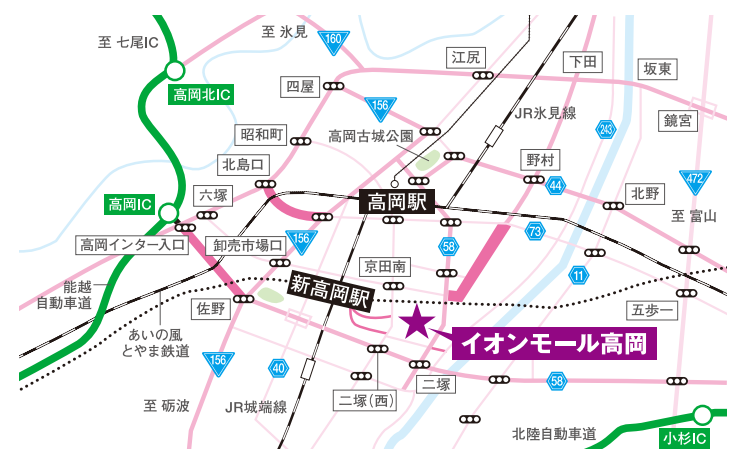 至 氷見
160
至 七尾IC
江尻
下田
坂東
四屋
高岡北IC
156
JR氷見線
鏡宮
昭和町
高岡古城公園
243
北島口
野村
472
44
高岡IC
六塚
高岡駅
北野
至 富山
高岡インター入口
卸売市場口
156
58
73
京田南
11
能越
自動車道
新高岡駅
佐野
五歩一
あいの風
とやま鉄道
イオンモール高岡
156
40
二塚
58
二塚(西)
至 砺波
JR城端線
北陸自動車道
小杉IC